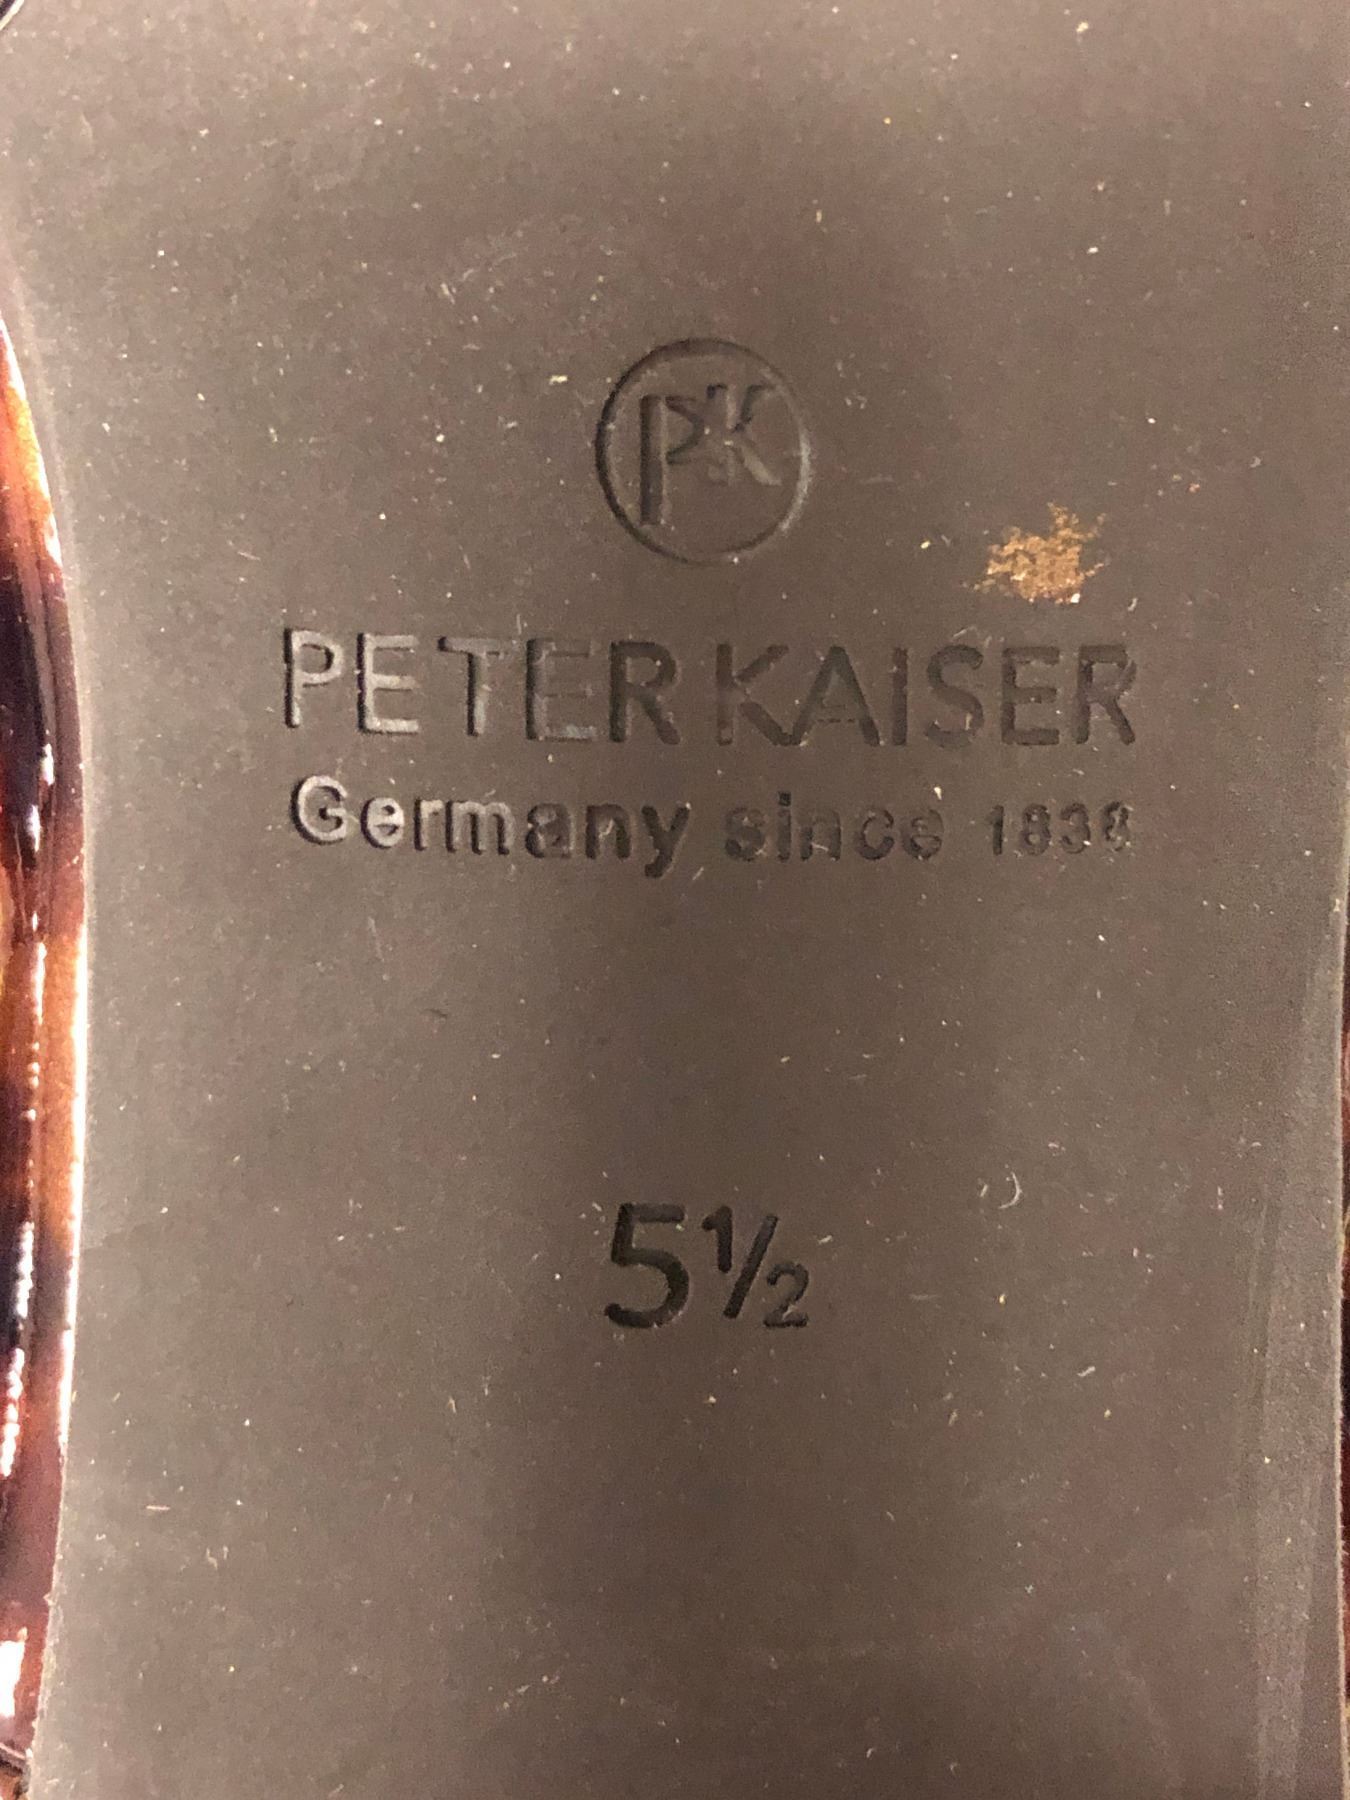 PK
PETER KAISER
Germany since 1838
5½